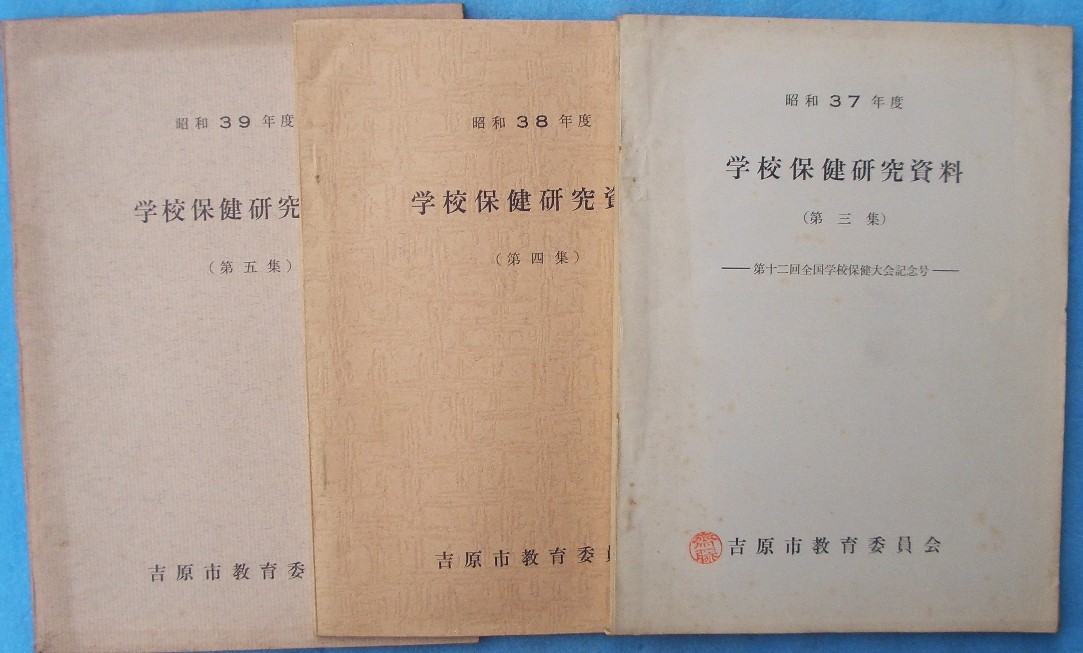 昭和39年度
学校保健研究
(第五集)
吉原市教育委
昭和38年度
学校保健研究資
(第四集)
吉原市教育委員
昭和37年度
学校保健研究資料
(第三集)
——第十二回全国学校保健大会記念号——
吉原市教育委員会